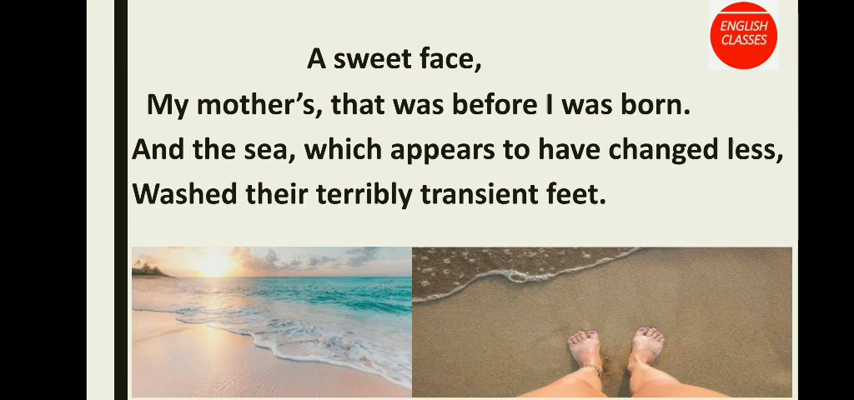 ENGLISH
CLASSES
A sweet face,
My mother’s, that was before I was born.
And the sea, which appears to have changed less,
Washed their terribly transient feet.